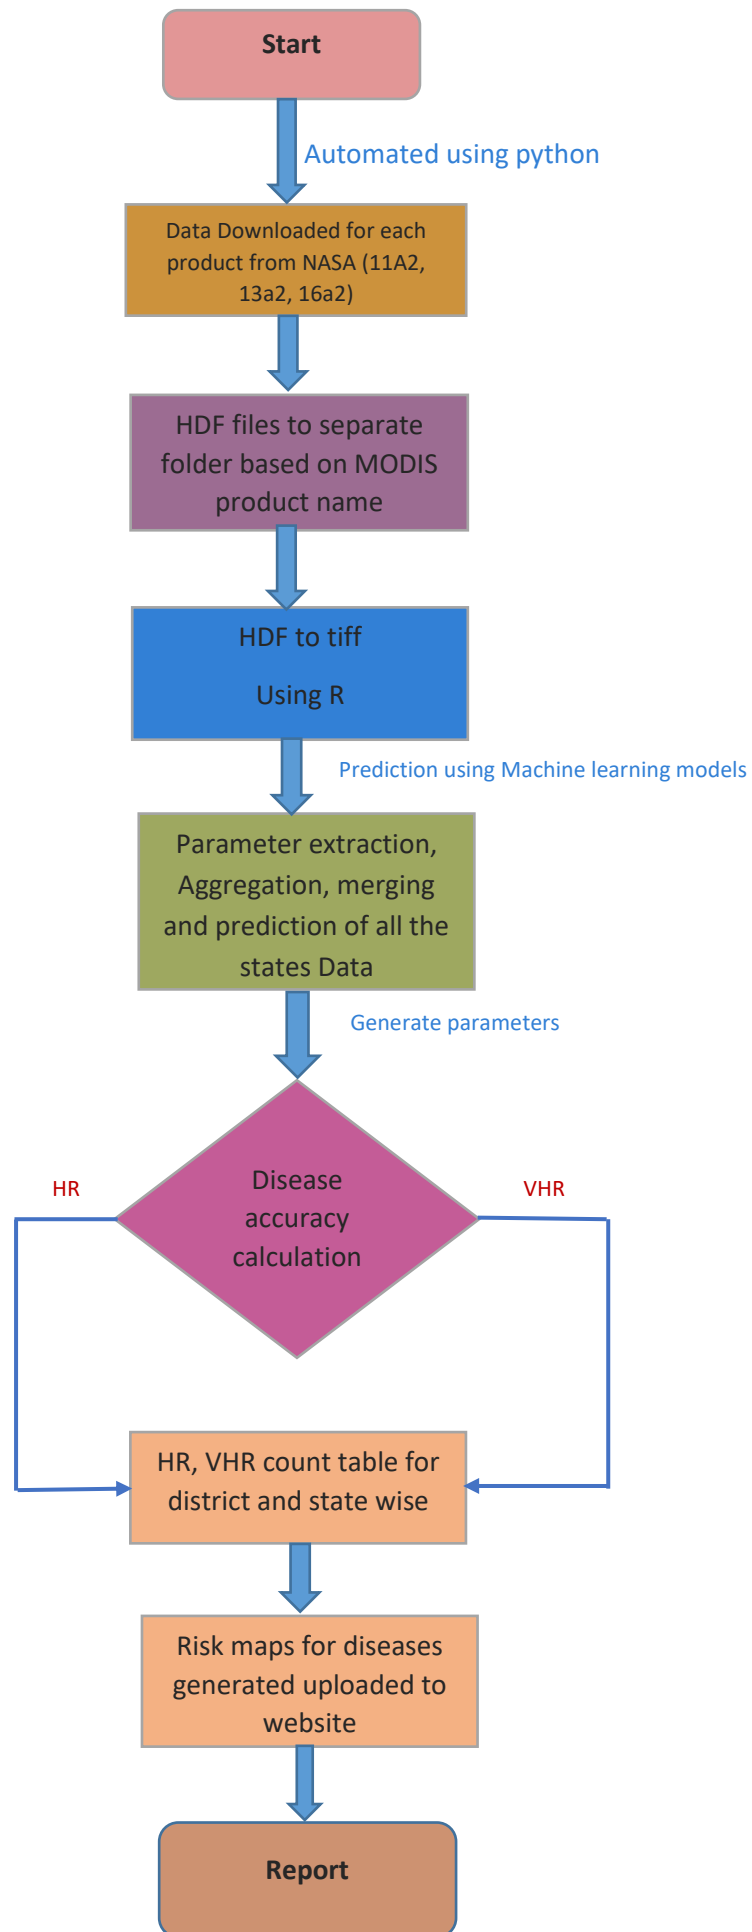 Start
Automated using python
Data Downloaded for each
product from NASA (11A2,
13a2, 16a2)
HDF files to separate
folder based on MODIS
product name
HDF to tiff
Using R
Prediction using Machine learning models
Parameter extraction,
Aggregation, merging
and prediction of all the
states Data
Generate parameters
HR
VHR
Disease
accuracy
calculation
HR, VHR count table for
district and state wise
Risk maps for diseases
generated uploaded to
website
Report